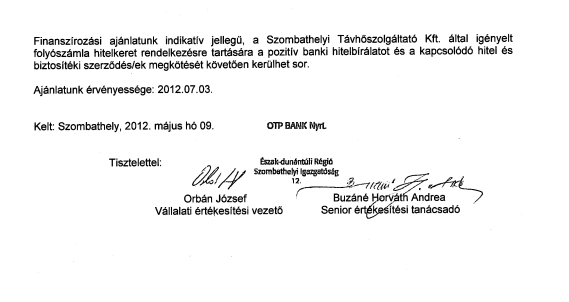 Finanszírozási ajánlatunk indikatív jellegű, a Szombathelyi Távhőszolgáltató Kft. által igényelt
folyószámla hitelkeret rendelkezésre tartására a pozitív banki hitelbírálatot és a kapcsolódó hitel és
biztosítéki szerződés/ek megkötését követően kerülhet sor.
Ajánlatunk érvényessége: 2012.07.03.
Kelt: Szombathely, 2012. május hó 09.
OTP BANK Nyrt.
Tisztelettel:
Észak-dunántúli Régió
Szombathelyi Igazgatóság
12.
Orbán József
Buzáné Horváth Andrea
Vállalati értékesítési vezető
Senior értékesítési tanácsadó